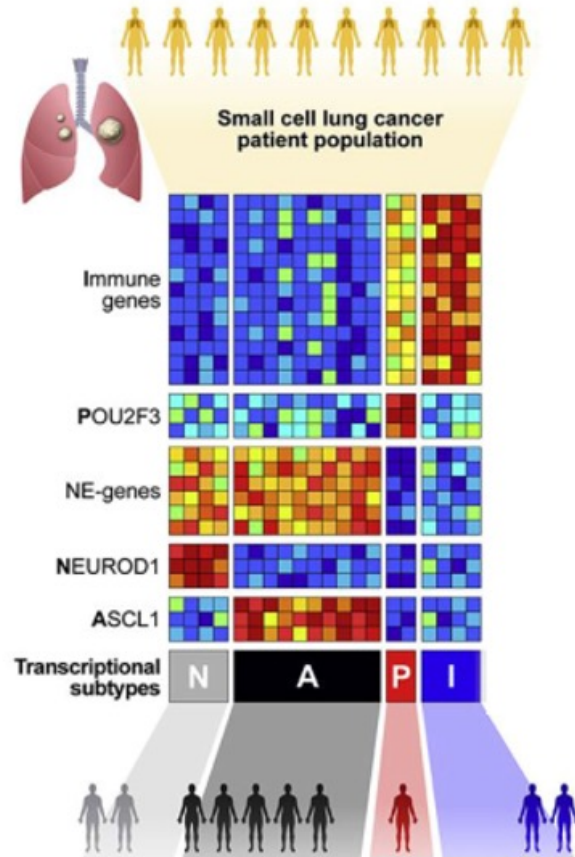 Small cell lung cancer
patient population
Immune
genes
POU2F3
NE-genes
NEUROD1
ASCL1
Transcriptional
subtypes
N A P I